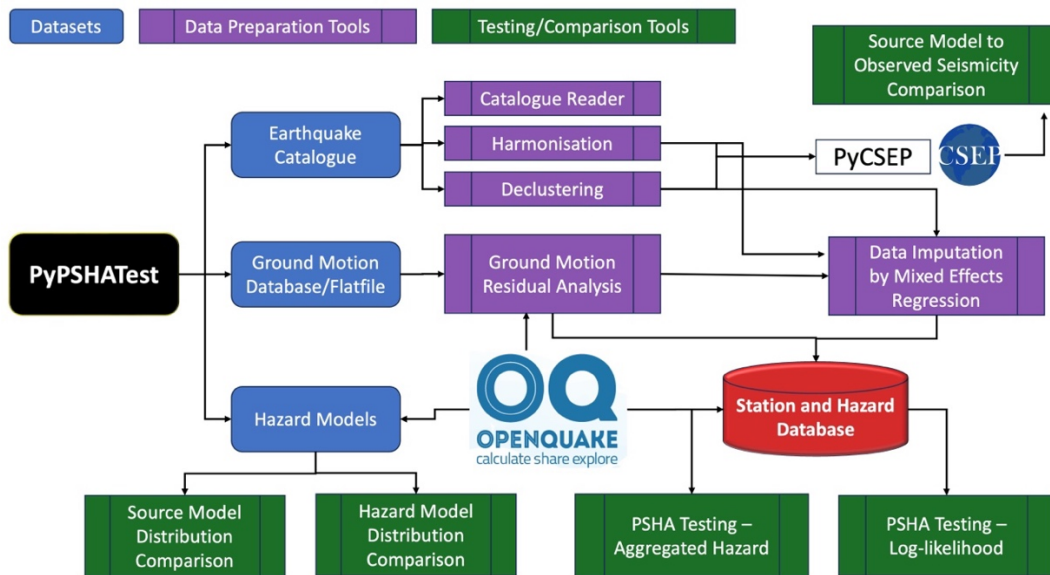 Datasets
Data Preparation Tools
Testing/Comparison Tools
Source Model to
Observed Seismicity
Comparison
Catalogue Reader
Earthquake
Catalogue
Harmonisation
PyCSEP
CSEP
Declustering
PyPSHATest
Ground Motion
Database/Flatfile
Ground Motion
Residual Analysis
Data Imputation
by Mixed Effects
Regression
Hazard Models
OQ
OPENQUAKE
calculate share explore
Station and Hazard
Database
Source Model
Distribution
Comparison
Hazard Model
Distribution
Comparison
PSHA Testing –
Aggregated Hazard
PSHA Testing –
Log-likelihood